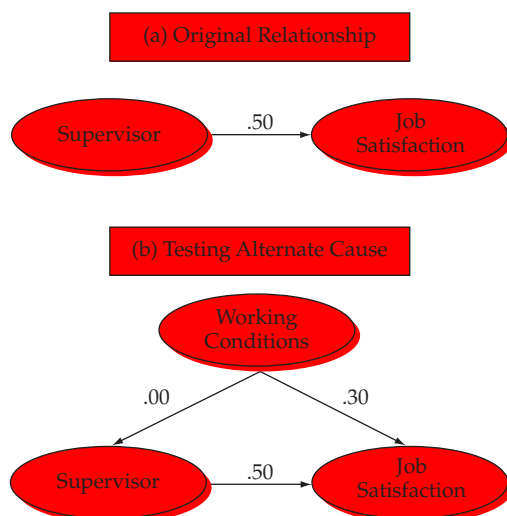 (a) Original Relationship
Supervisor
.50
Job
Satisfaction
(b) Testing Alternate Cause
Working
Conditions
.00
.30
Supervisor
.50
Job
Satisfaction